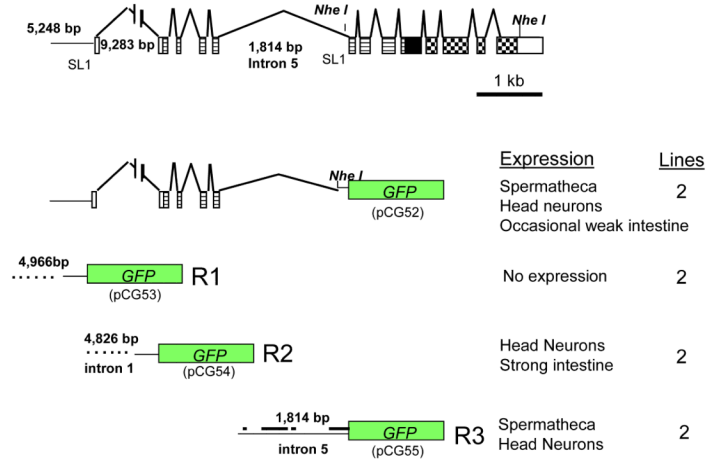 Nhe I
Nhe I
5,248 bp
9,283 bp
1,814 bp
Intron 5
SL1
SL1
1 kb
Expression
Lines
Nhe I
GFP
(pCG52)
Spermatheca
Head neurons
Occasional weak intestine
2
4,966bp
GFP
R1
(pCG53)
No expression
2
4,826 bp
intron 1
GFP
R2
(pCG54)
Head Neurons
Strong intestine
2
1,814 bp
intron 5
GFP
R3
(pCG55)
Spermatheca
Head Neurons
2